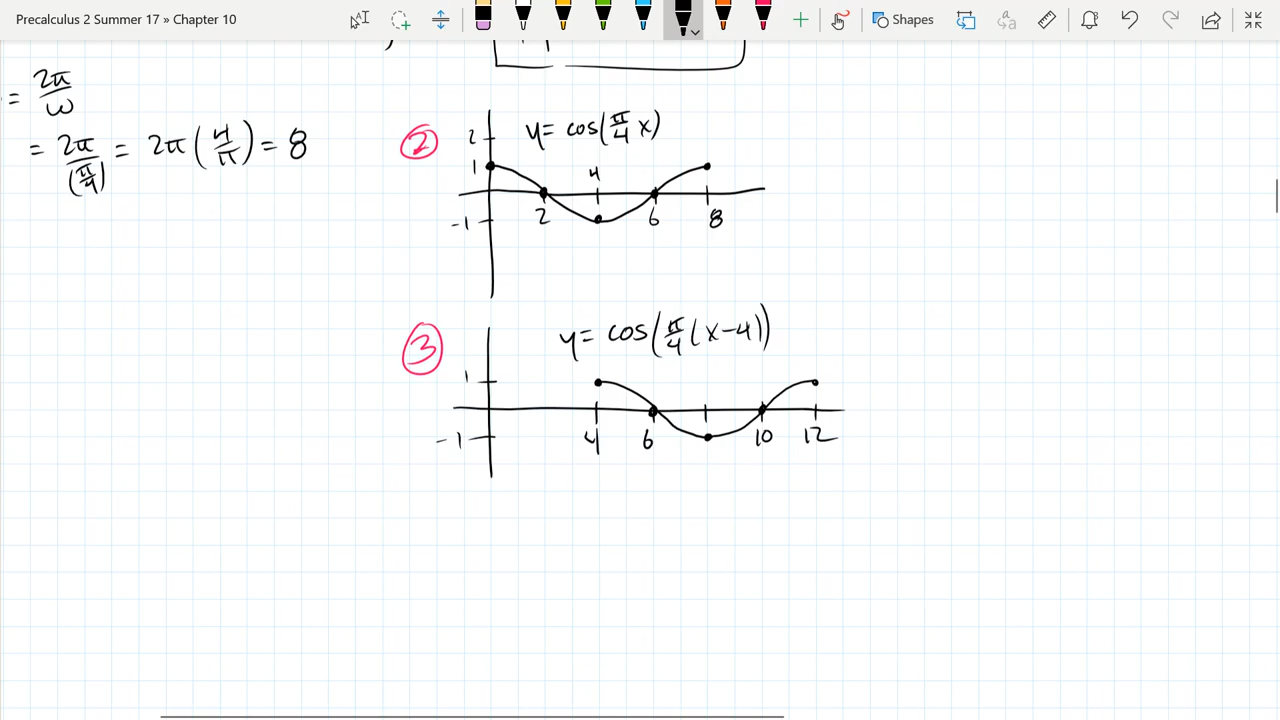 Precalculus 2 Summer 17 » Chapter 10
Shapes
= 2π/ω
= 2π/(π/4) = 2π(4/π) = 8
②
y = cos(π/4 x)
2
1
-1
2
4
6
8
③
y = cos(π/4(x-4))
1
-1
4
6
10
12